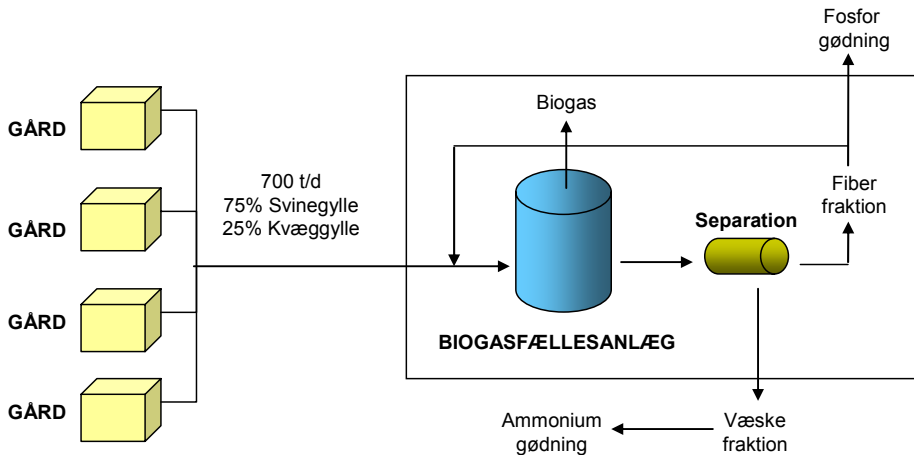 Fosfor
gødning
Biogas
GÅRD
700 t/d
75% Svinegylle
25% Kvæggylle
GÅRD
Fiber
fraktion
Separation
GÅRD
BIOGASFÆLLESANLÆG
GÅRD
Ammonium
gødning
Væske
fraktion